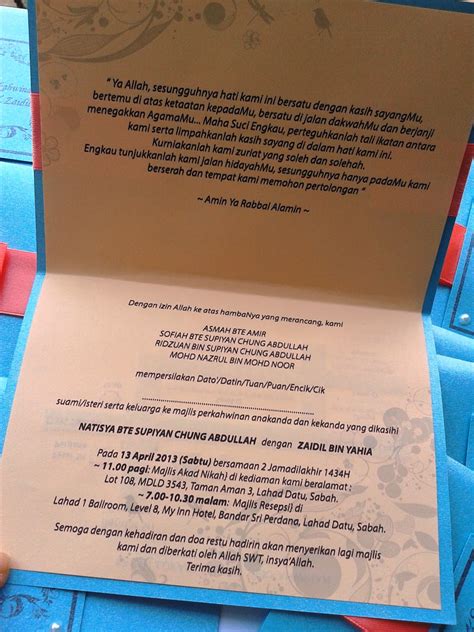 " Ya Allah, sesungguhnya hati kami ini bersatu dengan kasih sayangMu,
bertemu di atas ketaatan kepadaMu, bersatu di jalan dakwahMu dan berjanji
menegakkan AgamaMu... Maha Suci Engkau, perteguhkanlah tali ikatan antara
kami serta limpahkanlah kasih sayang di dalam hati kami ini.
Kurniakanlah kami zuriat yang soleh dan solehah.
Engkau tunjukkanlah kami jalan hidayahMu, sesungguhnya hanya padaMu kami
berserah dan tempat kami memohon pertolongan "
~ Amin Ya Rabbal Alamin ~
Dengan izin Allah ke atas hambaNya yang merancang, kami
ASMAH BTE AMIR
SOFIAH BTE SUPIYAN CHUNG ABDULLAH
RIDZUAN BIN SUPIYAN CHUNG ABDULLAH
MOHD NAZRUL BIN MOHD NOOR
mempersilakan Dato'/Datin/Tuan/Puan/Encik/Cik
suami/isteri serta keluarga ke majlis perkahwinan anakanda dan kekanda yang dikasihi
NATISYA BTE SUPIYAN CHUNG ABDULLAH dengan ZAIDIL BIN YAHIA
Pada 13 April 2013 (Sabtu) bersamaan 2 Jamadilakhir 1434H
~ 11.00 pagi: Majlis Akad Nikah} di kediaman kami beralamat :
Lot 108, MDLD 3543, Taman Aman 3, Lahad Datu, Sabah.
~ 7.00-10.30 malam: Majlis Resepsi} di
Lahad 1 Ballroom, Level 8, My Inn Hotel, Bandar Sri Perdana, Lahad Datu, Sabah.
Semoga dengan kehadiran dan doa restu hadirin akan menyerikan lagi majlis
kami dan diberkati oleh Allah SWT, insya'Allah.
Terima kasih.